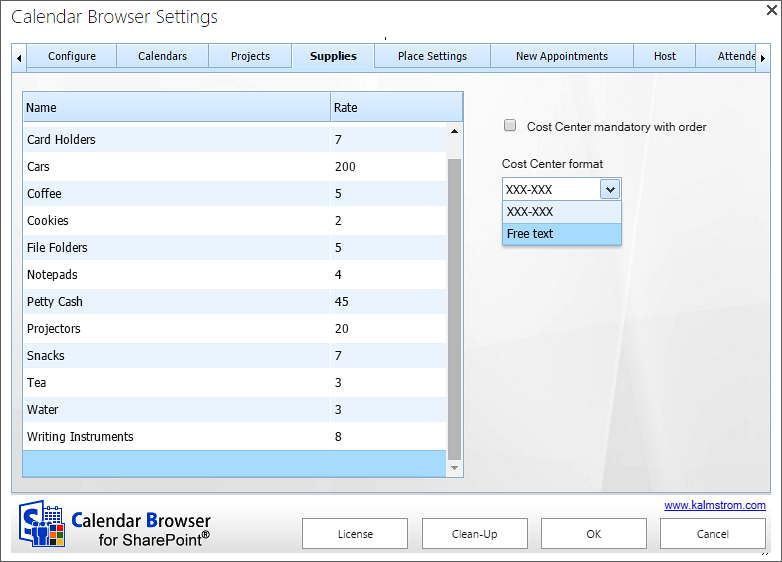 Calendar Browser Settings
Configure Calendars Projects Supplies Place Settings New Appointments Host Attende
Name Rate
Card Holders 7
Cars 200
Coffee 5
Cookies 2
File Folders 5
Notepads 4
Petty Cash 45
Projectors 20
Snacks 7
Tea 3
Water 3
Writing Instruments 8
Cost Center mandatory with order
Cost Center format
XXX-XXX
XXX-XXX
Free text
Calendar Browser
for SharePoint®
www.kalmstrom.com
License Clean-Up OK Cancel